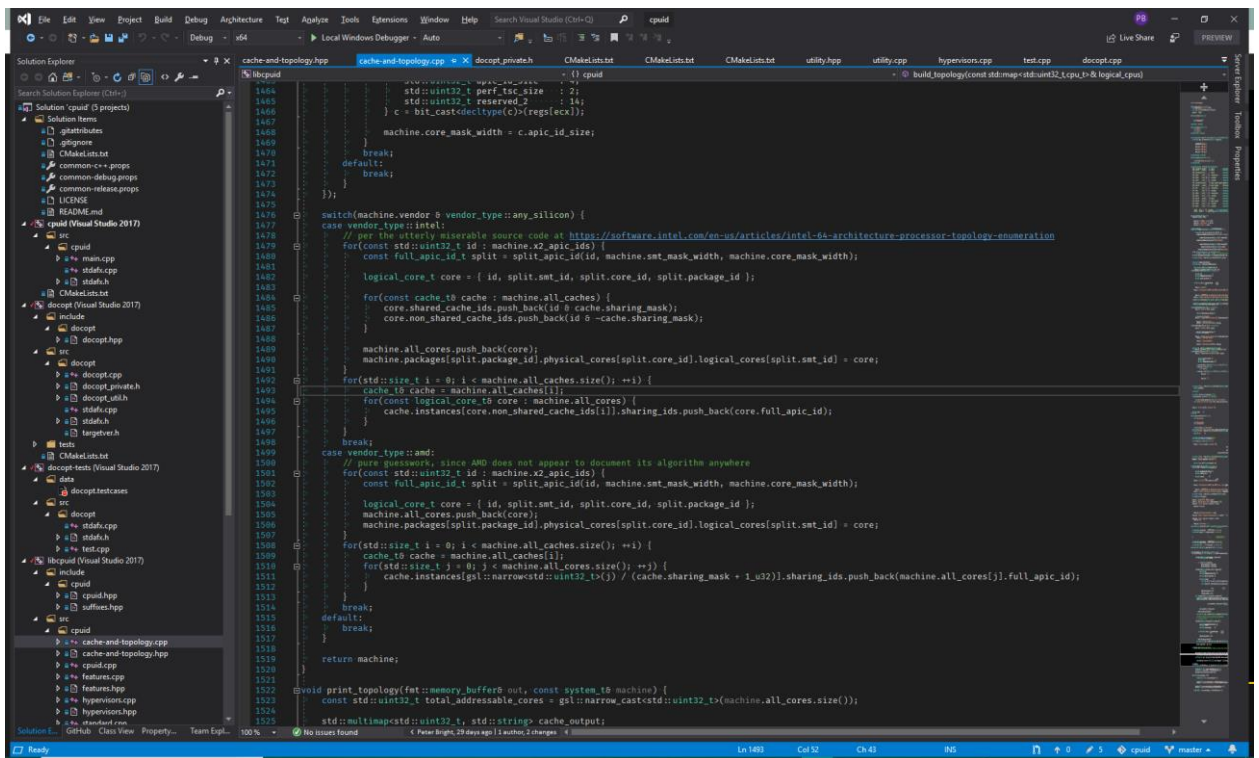 File Edit View Project Build Debug Architecture Test Analyze Tools Extensions Window Help Search Visual Studio (Ctrl+Q) cpuid PB
Debug x64 Local Windows Debugger - Auto Live Share PREVIEW
Solution Explorer
Search Solution Explorer (Ctrl+;)
Solution 'cpuid' (5 projects)
Solution Items
.gitattributes
.gitignore
CMakeLists.txt
common-c++.props
common-debug.props
common-release.props
LICENSE
README.md
cpuid (Visual Studio 2017)
src
cpuid
main.cpp
stdafx.cpp
stdafx.h
CMakeLists.txt
docopt (Visual Studio 2017)
include
docopt
docopt.hpp
src
docopt
docopt.cpp
docopt_private.h
docopt_util.h
stdafx.cpp
stdafx.h
targetver.h
tests
CMakeLists.txt
docopt-tests (Visual Studio 2017)
data
docopt.testcases
src
docopt
stdafx.cpp
stdafx.h
test.cpp
libcpuid (Visual Studio 2017)
include
cpuid
cpuid.hpp
suffixes.hpp
src
cpuid
cache-and-topology.cpp
cache-and-topology.hpp
cpuid.cpp
features.cpp
features.hpp
hypervisors.cpp
hypervisors.hpp
standard.cpp
Solution E... GitHub Class View Property... Team Expl...
cache-and-topology.hpp cache-and-topology.cpp docopt_private.h CMakeLists.txt CMakeLists.txt CMakeLists.txt utility.hpp utility.cpp hypervisors.cpp test.cpp docopt.cpp
libcpuid {} cpuid build_topology(const std::map<std::uint32_t,cpu_t>& logical_cpus)
1463 std::uint32_t apic_id_size : 4;
1464 std::uint32_t perf_tsc_size : 2;
1465 std::uint32_t reserved_2 : 14;
1466 } c = bit_cast<decltype(c)>(regs[ecx]);
1467
1468 machine.core_mask_width = c.apic_id_size;
1469 }
1470 break;
1471 default:
1472 break;
1473 }
1474 });
1475
1476 switch(machine.vendor & vendor_type::any_silicon) {
1477 case vendor_type::intel:
1478 // per the utterly miserable source code at https://software.intel.com/en-us/articles/intel-64-architecture-processor-topology-enumeration
1479 for(const std::uint32_t id : machine.x2_apic_ids) {
1480 const full_apic_id_t split = split_apic_id(id, machine.smt_mask_width, machine.core_mask_width);
1481
1482 logical_core_t core = { id, split.smt_id, split.core_id, split.package_id };
1483
1484 for(const cache_t& cache : machine.all_caches) {
1485 core.shared_cache_ids.push_back(id & cache.sharing_mask);
1486 core.non_shared_cache_ids.push_back(id & ~cache.sharing_mask);
1487 }
1488
1489 machine.all_cores.push_back(core);
1490 machine.packages[split.package_id].physical_cores[split.core_id].logical_cores[split.smt_id] = core;
1491 }
1492 for(std::size_t i = 0; i < machine.all_caches.size(); ++i) {
1493 cache_t& cache = machine.all_caches[i];
1494 for(const logical_core_t& core : machine.all_cores) {
1495 cache.instances[core.non_shared_cache_ids[i]].sharing_ids.push_back(core.full_apic_id);
1496 }
1497 }
1498 break;
1499 case vendor_type::amd:
1500 // pure guesswork, since AMD does not appear to document its algorithm anywhere
1501 for(const std::uint32_t id : machine.x2_apic_ids) {
1502 const full_apic_id_t split = split_apic_id(id, machine.smt_mask_width, machine.core_mask_width);
1503
1504 logical_core_t core = { id, split.smt_id, split.core_id, split.package_id };
1505 machine.all_cores.push_back(core);
1506 machine.packages[split.package_id].physical_cores[split.core_id].logical_cores[split.smt_id] = core;
1507 }
1508 for(std::size_t i = 0; i < machine.all_caches.size(); ++i) {
1509 cache_t& cache = machine.all_caches[i];
1510 for(std::size_t j = 0; j < machine.all_cores.size(); ++j) {
1511 cache.instances[gsl::narrow<std::uint32_t>(j) / (cache.sharing_mask + 1_u32)].sharing_ids.push_back(machine.all_cores[j].full_apic_id);
1512 }
1513 }
1514 break;
1515 default:
1516 break;
1517 }
1518
1519 return machine;
1520 }
1521
1522 void print_topology(fmt::memory_buffer& out, const system_t& machine) {
1523 const std::uint32_t total_addressable_cores = gsl::narrow_cast<std::uint32_t>(machine.all_cores.size());
1524
1525 std::multimap<std::uint32_t, std::string> cache_output;
100 % No issues found Peter Bright, 29 days ago | 1 author, 2 changes
Server Explorer
Toolbox
Properties
Ready Ln 1493 Col 52 Ch 43 INS 0 5 cpuid master